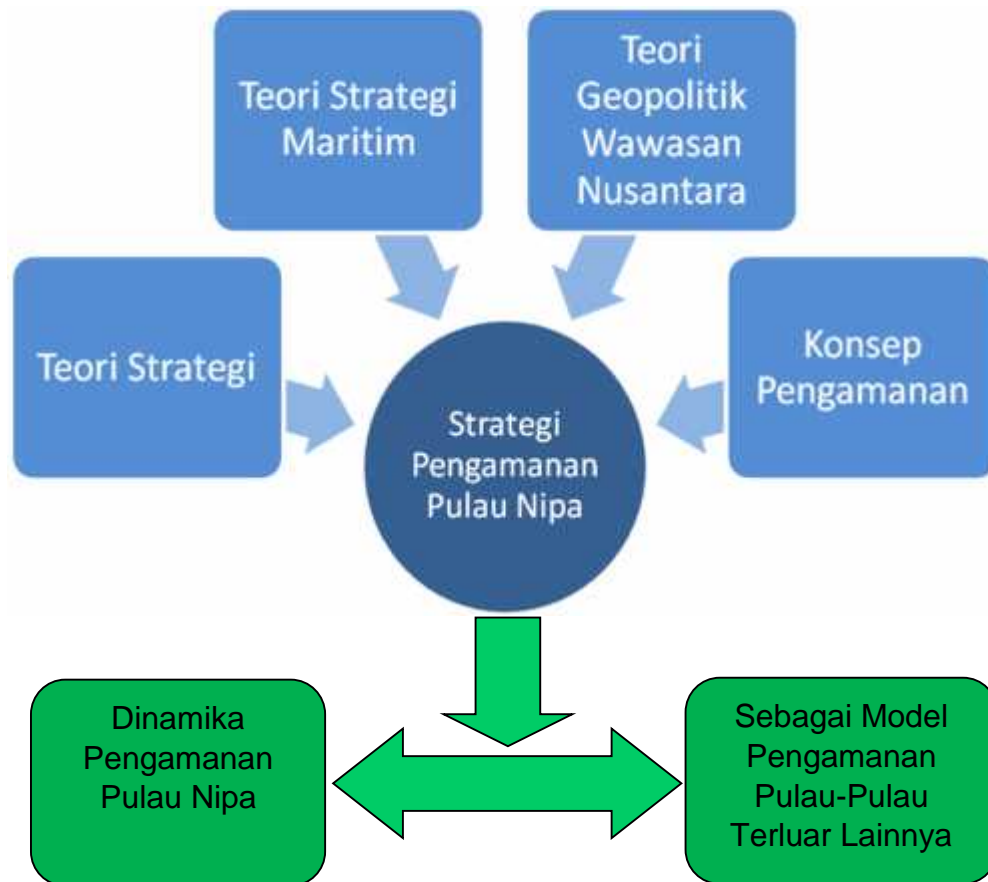 Teori Strategi
Maritim
Teori
Geopolitik
Wawasan
Nusantara
Teori Strategi
Konsep
Pengamanan
Strategi
Pengamanan
Pulau Nipa
Dinamika
Pengamanan
Pulau Nipa
Sebagai Model
Pengamanan
Pulau-Pulau
Terluar Lainnya